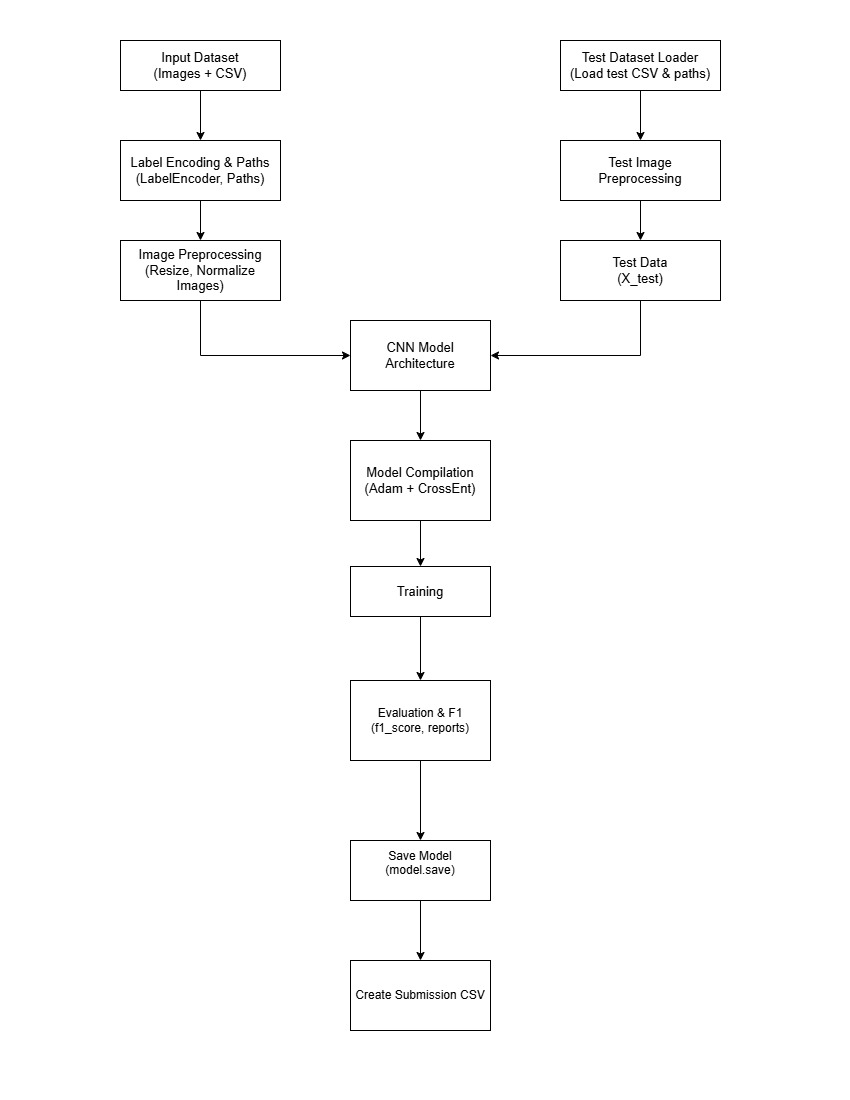 Input Dataset
(Images + CSV)
Test Dataset Loader
(Load test CSV & paths)
Label Encoding & Paths
(LabelEncoder, Paths)
Test Image
Preprocessing
Image Preprocessing
(Resize, Normalize
Images)
Test Data
(X_test)
CNN Model
Architecture
Model Compilation
(Adam + CrossEnt)
Training
Evaluation & F1
(f1_score, reports)
Save Model
(model.save)
Create Submission CSV